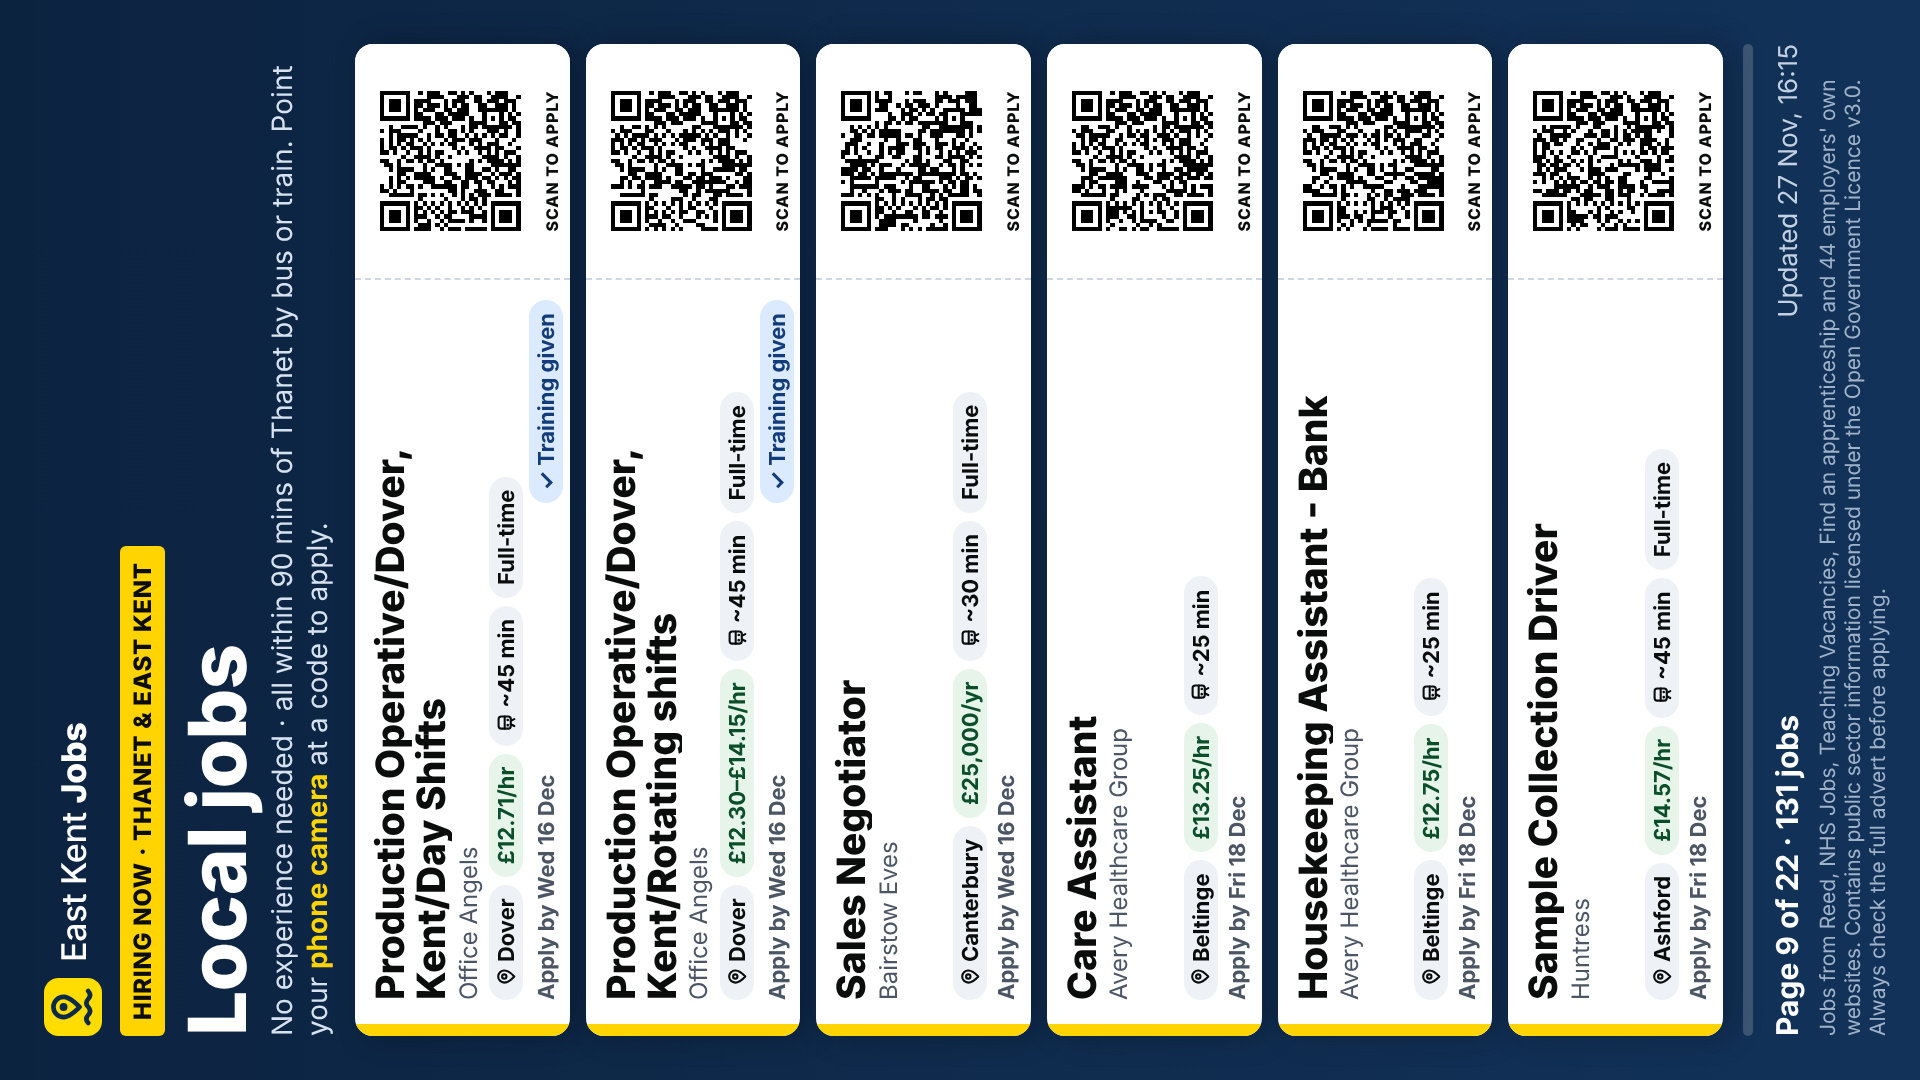 East Kent Jobs
HIRING NOW · THANET & EAST KENT
Local jobs
No experience needed · all within 90 mins of Thanet by bus or train. Point
your phone camera at a code to apply.
Production Operative/Dover,
Kent/Day Shifts
Office Angels
Dover £12.71/hr ~45 min Full-time
✓ Training given
Apply by Wed 16 Dec
SCAN TO APPLY
Production Operative/Dover,
Kent/Rotating shifts
Office Angels
Dover £12.30–£14.15/hr ~45 min Full-time
✓ Training given
Apply by Wed 16 Dec
SCAN TO APPLY
Sales Negotiator
Bairstow Eves
Canterbury £25,000/yr ~30 min Full-time
Apply by Wed 16 Dec
SCAN TO APPLY
Care Assistant
Avery Healthcare Group
Beltinge £13.25/hr ~25 min
Apply by Fri 18 Dec
SCAN TO APPLY
Housekeeping Assistant - Bank
Avery Healthcare Group
Beltinge £12.75/hr ~25 min
Apply by Fri 18 Dec
SCAN TO APPLY
Sample Collection Driver
Huntress
Ashford £14.57/hr ~45 min Full-time
Apply by Fri 18 Dec
SCAN TO APPLY
Page 9 of 22 · 131 jobs
Updated 27 Nov, 16:15
Jobs from Reed, NHS Jobs, Teaching Vacancies, Find an apprenticeship and 44 employers' own
websites. Contains public sector information licensed under the Open Government Licence v3.0.
Always check the full advert before applying.